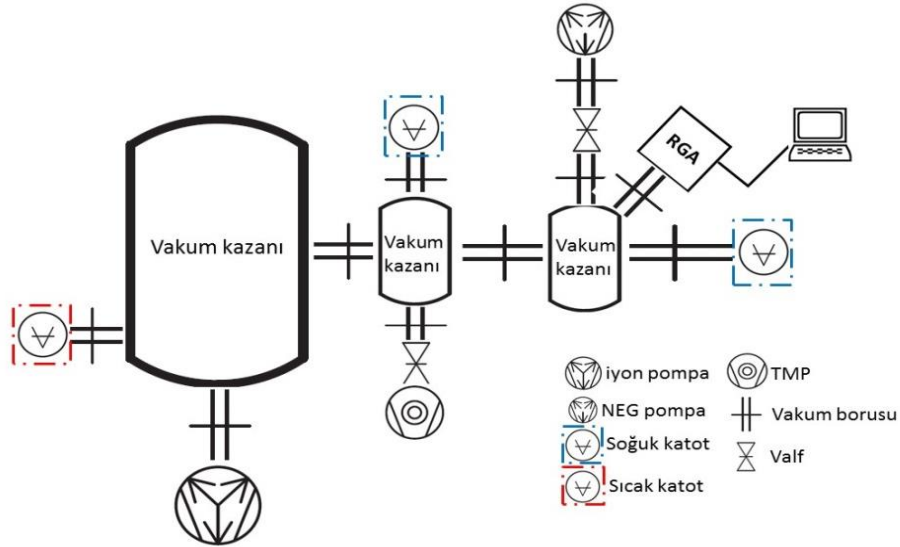 RGA
Vakum kazanı
Vakum
kazanı
Vakum
kazanı
iyon pompa
TMP
NEG pompa
Vakum borusu
Soğuk katot
Valf
Sıcak katot